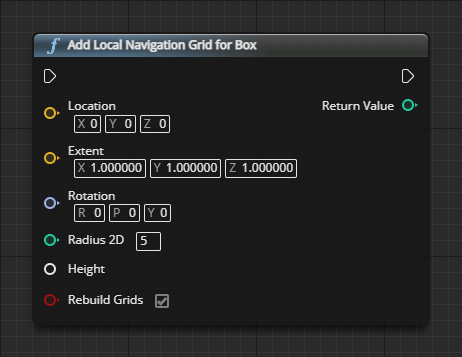 f Add Local Navigation Grid for Box
Location
X 0 Y 0 Z 0
Return Value
Extent
X 1.000000 Y 1.000000 Z 1.000000
Rotation
R 0 P 0 Y 0
Radius 2D 5
Height
Rebuild Grids